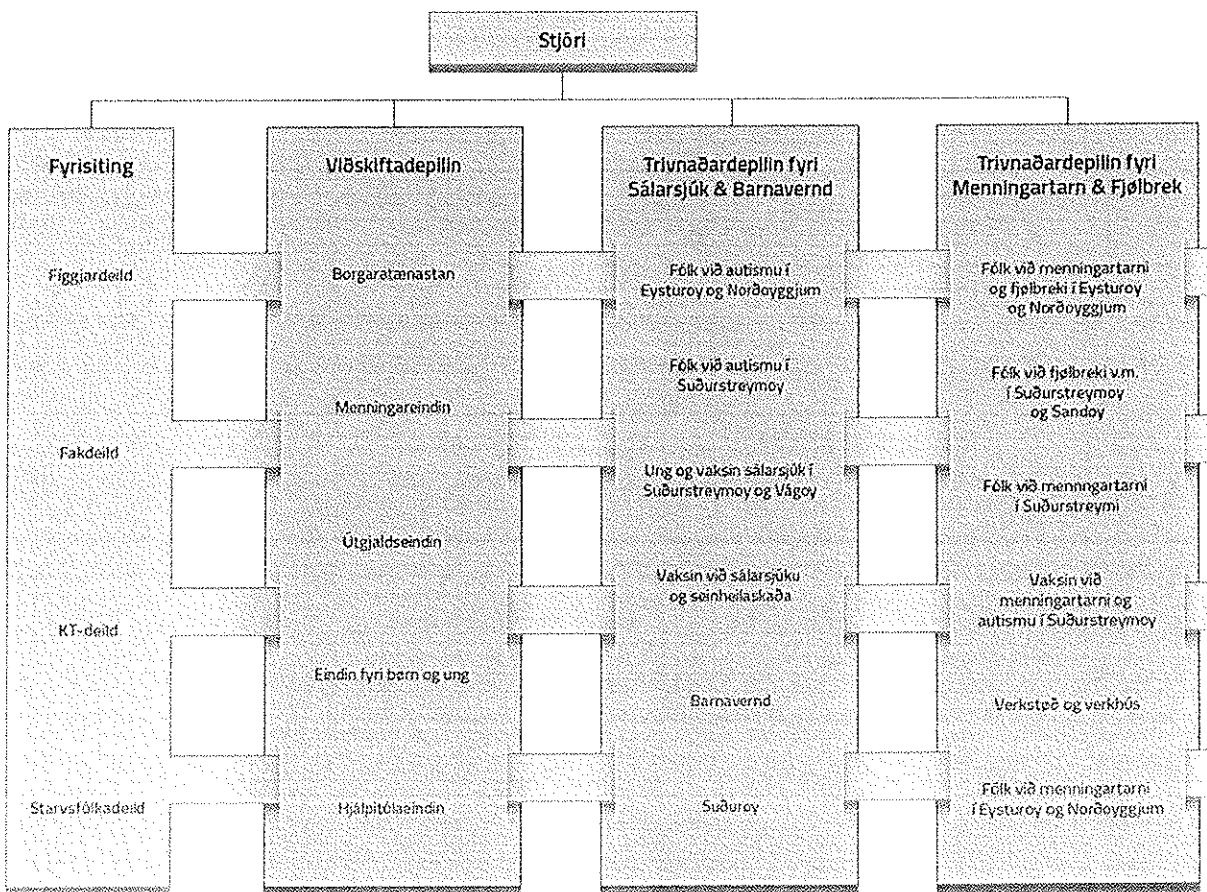 Stjóri
Fyrisiting
Fíggjardeild
Fakdeild
KT-deild
Starvsfólkadeild
Viðskiftadepilin
Borgaratænastan
Menningareindin
Útgjaldseindin
Eindin fyri børn og ung
Hjálpitólaeindin
Trivnaðardepilin fyri
Sálarsjúk & Barnavernd
Fólk við autismu í
Eysturoy og Norðoyggjum
Fólk við autismu í
Suðurstreymoy
Ung og vaksin sálarsjúk í
Suðurstreymoy og Vágoy
Vaksin við sálarsjúku
og seinheilaskaða
Barnavernd
Suðuroy
Trivnaðardepilin fyri
Menningartarn & Fjølbrek
Fólk við menningartarni
og fjølbreki í Eysturoy
og Norðoyggjum
Fólk við fjølbreki v.m.
í Suðurstreymoy
og Sandoy
Fólk við menningartarni
í Suðurstreymi
Vaksin við
menningartarni og
autismu í Suðurstreymoy
Verkstøð og verkhús
Fólk við menningartarni
í Eysturoy og Norðoyggjum